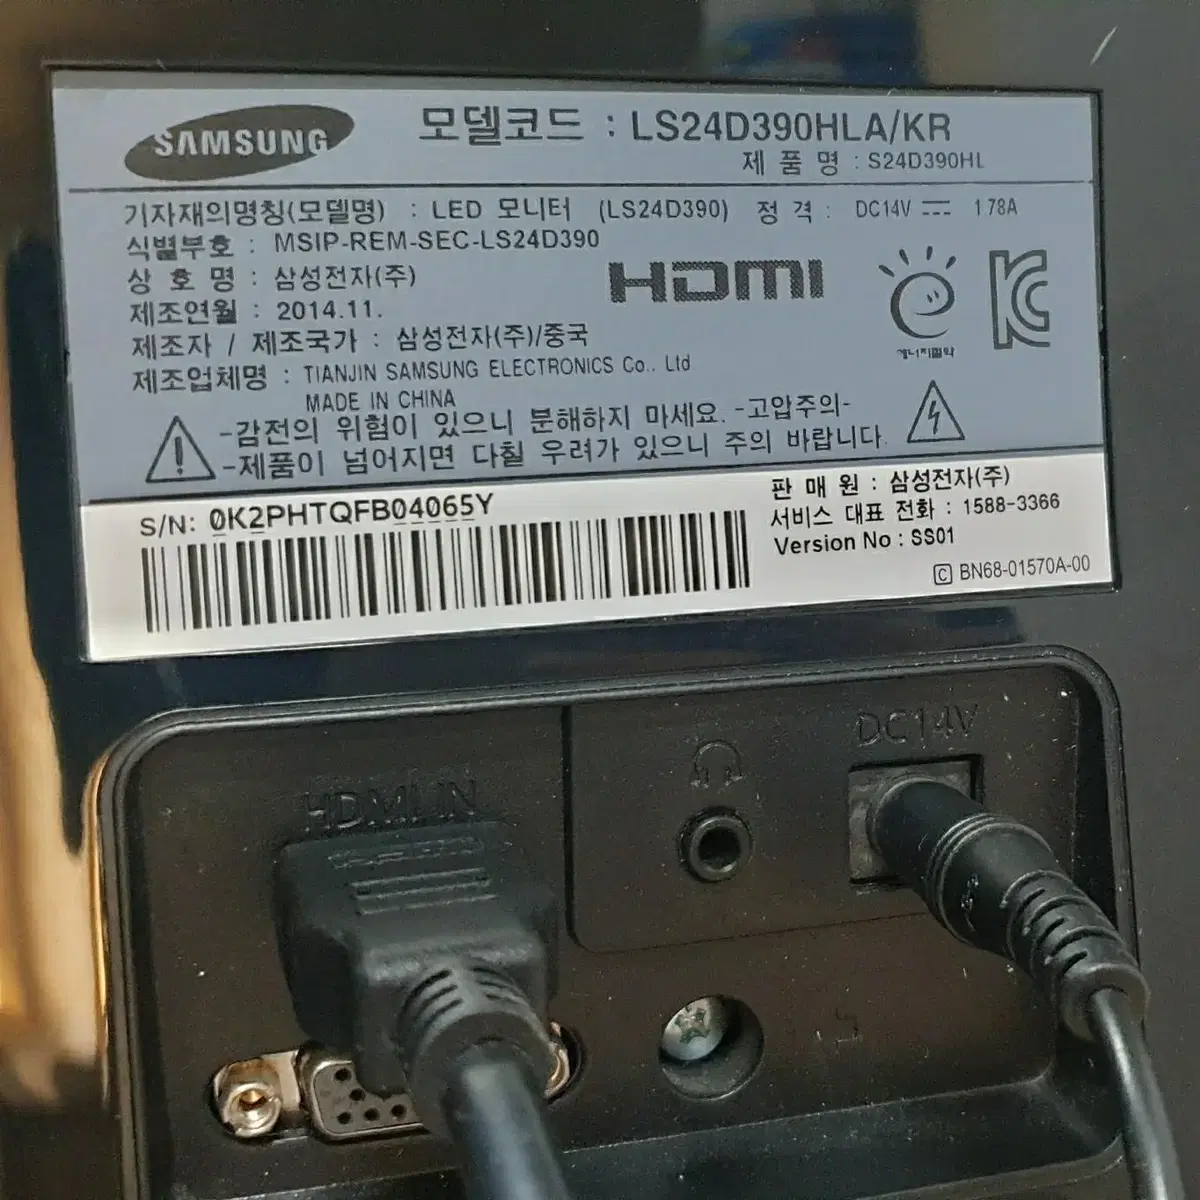 SAMSUNG 모델코드 : LS24D390HLA/KR
제 품 명 : S24D390HL
기자재의명칭(모델명) : LED 모니터 (LS24D390) 정 격 : DC14V 1.78A
식별부호 : MSIP-REM-SEC-LS24D390
상 호 명 : 삼성전자(주)
HDMI
제조연월 : 2014.11.
에너지절약
제조자 / 제조국가 : 삼성전자(주)/중국
제조업체명 : TIANJIN SAMSUNG ELECTRONICS Co., Ltd
MADE IN CHINA
-감전의 위험이 있으니 분해하지 마세요. -고압주의-
-제품이 넘어지면 다칠 우려가 있으니 주의 바랍니다.
S/N: 0K2PHTQFB04065Y
판 매 원 : 삼성전자(주)
서비스 대표 전화 : 1588-3366
Version No : SS01
C BN68-01570A-00
DC14V
HDMI IN